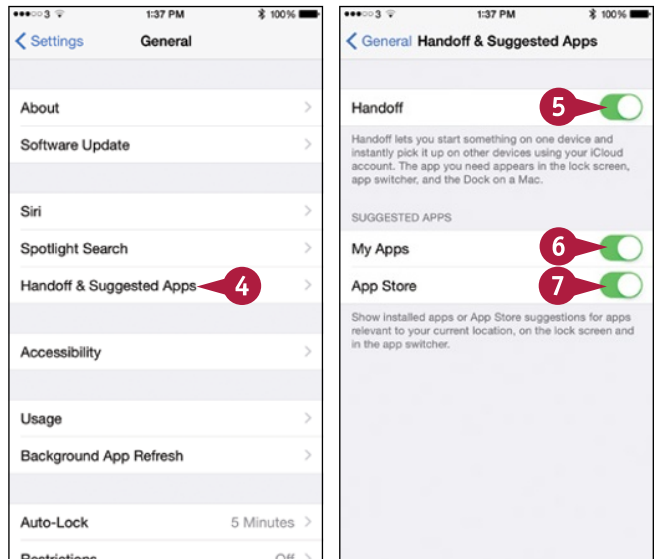 3 1:37 PM 100%
Settings General
About
Software Update
Siri
Spotlight Search
Handoff & Suggested Apps 4
Accessibility
Usage
Background App Refresh
Auto-Lock 5 Minutes
Restrictions Off
3 1:37 PM 100%
General Handoff & Suggested Apps
Handoff 5
Handoff lets you start something on one device and
instantly pick it up on other devices using your iCloud
account. The app you need appears in the lock screen,
app switcher, and the Dock on a Mac.
SUGGESTED APPS
My Apps 6
App Store 7
Show installed apps or App Store suggestions for apps
relevant to your current location, on the lock screen and
in the app switcher.